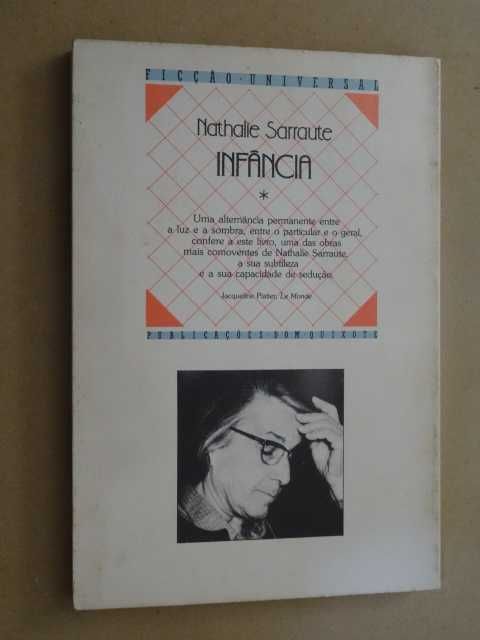 FICÇÃO·UNIVERSAL
Nathalie Sarraute
INFÂNCIA
*
Uma alternância permanente entre
a luz e a sombra, entre o particular e o geral,
confere a este livro, uma das obras
mais comoventes de Nathalie Sarraute,
a sua subtileza
e a sua capacidade de sedução.
Jacqueline Piatier, Le Monde
PUBLICAÇÕES·DOM·QUIXOTE